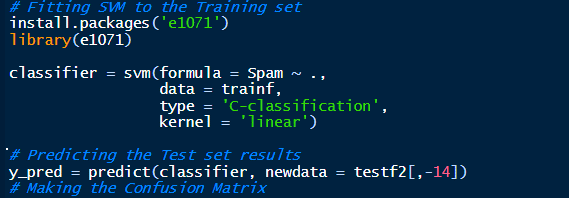 # Fitting SVM to the Training set
install.packages('e1071')
library(e1071)
classifier = svm(formula = Spam ~ .,
data = trainf,
type = 'C-classification',
kernel = 'linear')
# Predicting the Test set results
y_pred = predict(classifier, newdata = testf2[,-14])
# Making the Confusion Matrix